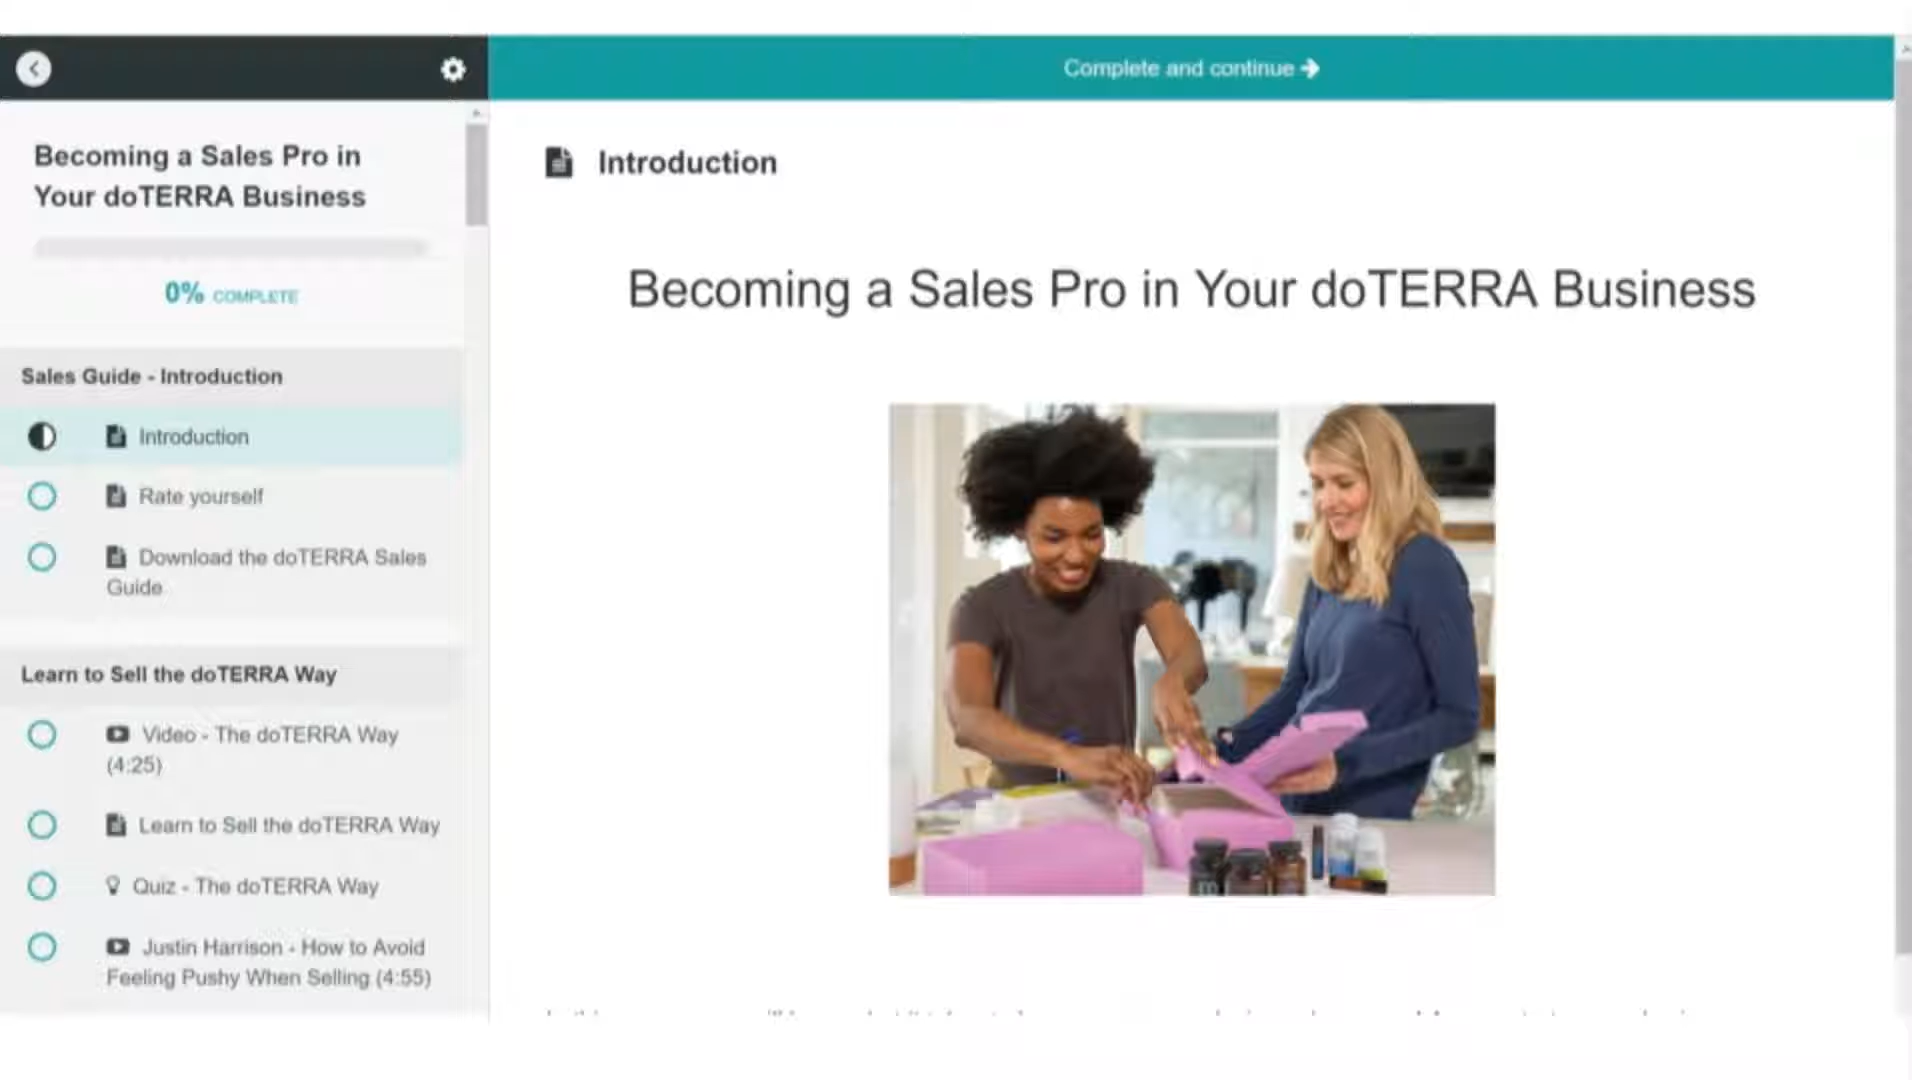 Complete and continue
Becoming a Sales Pro in
Your doTERRA Business
0% COMPLETE
Sales Guide - Introduction
Introduction
Rate yourself
Download the doTERRA Sales
Guide
Learn to Sell the doTERRA Way
Video - The doTERRA Way
(4:25)
Learn to Sell the doTERRA Way
Quiz - The doTERRA Way
Justin Harrison - How to Avoid
Feeling Pushy When Selling (4:55)
Introduction
Becoming a Sales Pro in Your doTERRA Business